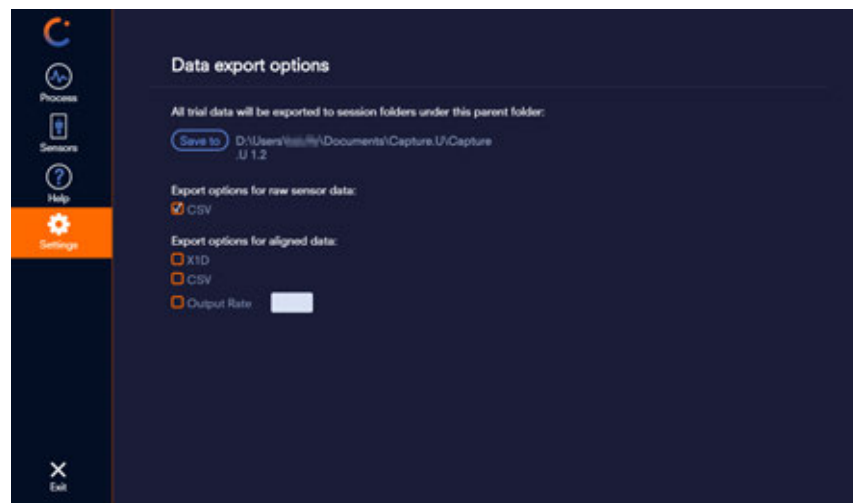 Process
Sensors
Help
Settings
Exit
Data export options
All trial data will be exported to session folders under this parent folder:
Save to
D:\Users\ \Documents\Capture.U\Capture
.U 1.2
Export options for raw sensor data:
CSV
Export options for aligned data:
X1D
CSV
Output Rate